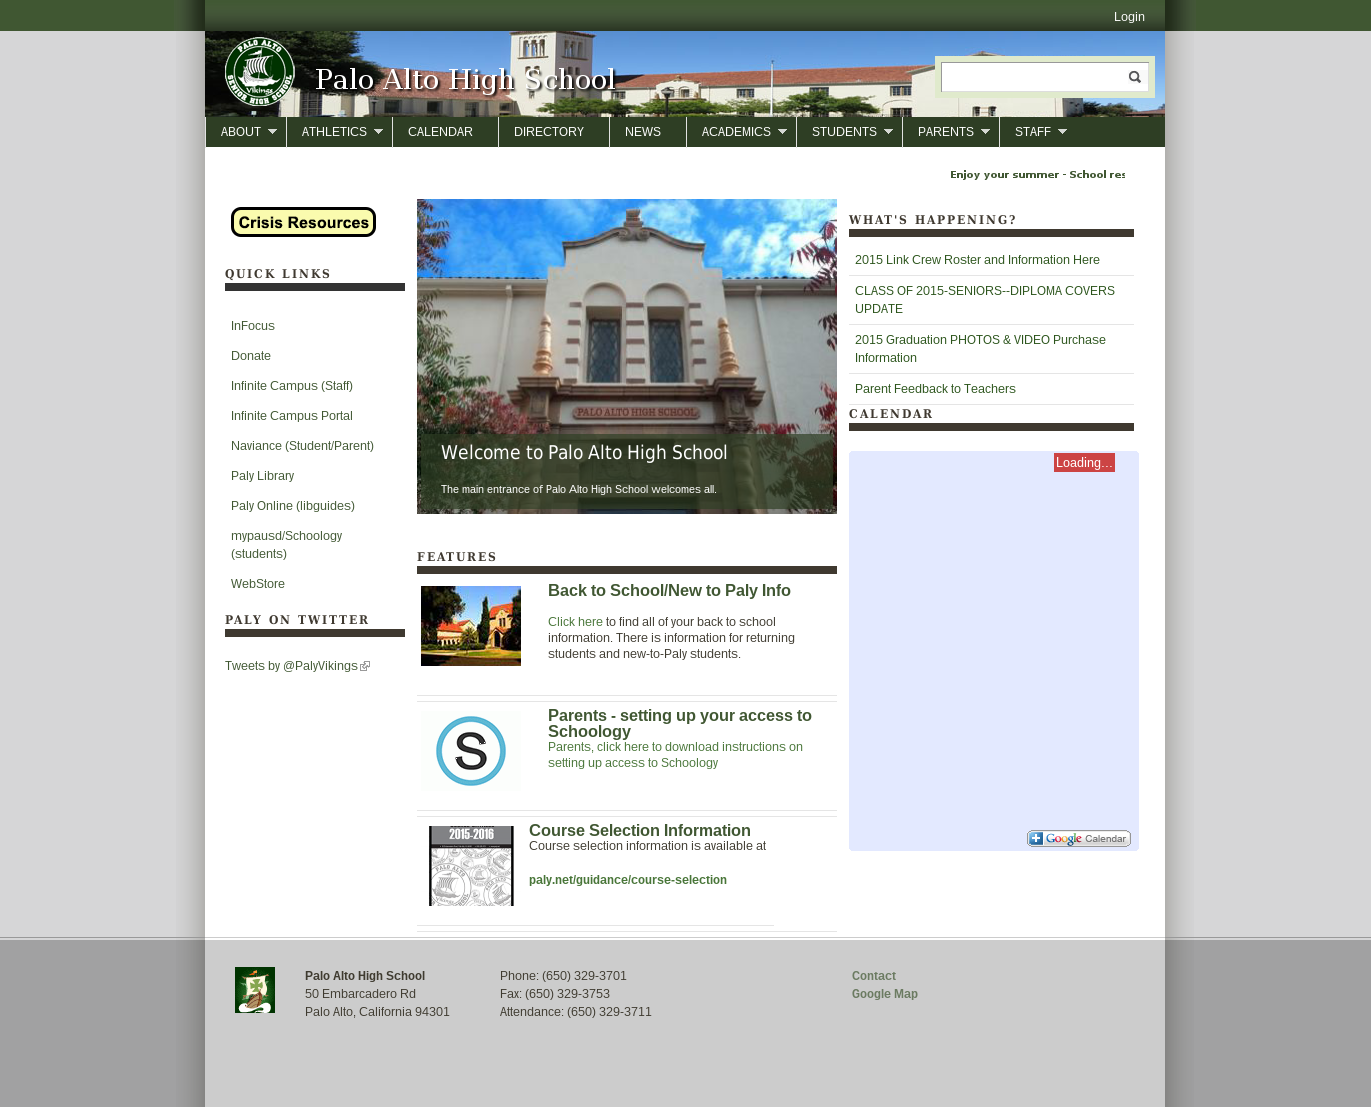 Login
PALO ALTO
Vikings
SENIOR HIGH SCHOOL
Palo Alto High School
ABOUT ATHLETICS CALENDAR DIRECTORY NEWS ACADEMICS STUDENTS PARENTS STAFF
Enjoy your summer - School res
Crisis Resources
QUICK LINKS
InFocus
Donate
Infinite Campus (Staff)
Infinite Campus Portal
Naviance (Student/Parent)
Paly Library
Paly Online (libguides)
mypausd/Schoology
(students)
WebStore
PALY ON TWITTER
Tweets by @PalyVikings
PALO ALTO HIGH SCHOOL
Welcome to Palo Alto High School
The main entrance of Palo Alto High School welcomes all.
FEATURES
Back to School/New to Paly Info
Click here to find all of your back to school
information. There is information for returning
students and new-to-Paly students.
Parents - setting up your access to
Schoology
S
Parents, click here to download instructions on
setting up access to Schoology
2015-2016
Course Selection Information
Course selection information is available at
paly.net/guidance/course-selection
WHAT'S HAPPENING?
2015 Link Crew Roster and Information Here
CLASS OF 2015-SENIORS--DIPLOMA COVERS
UPDATE
2015 Graduation PHOTOS & VIDEO Purchase
Information
Parent Feedback to Teachers
CALENDAR
Loading...
Google Calendar
Palo Alto High School
50 Embarcadero Rd
Palo Alto, California 94301
Phone: (650) 329-3701
Fax: (650) 329-3753
Attendance: (650) 329-3711
Contact
Google Map